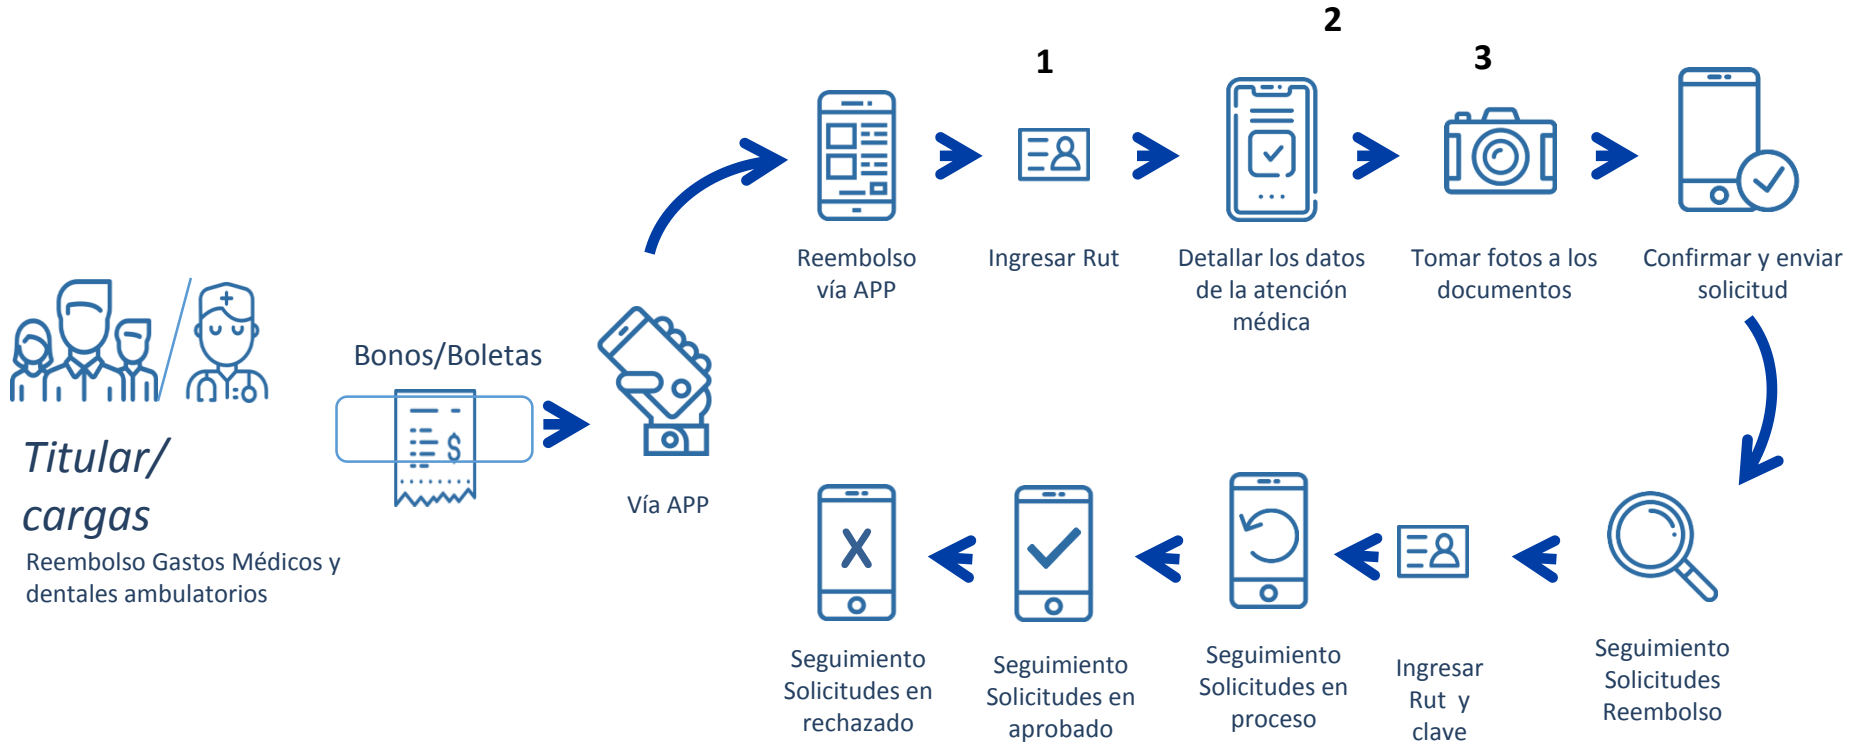 2
1
3
Reembolso
vía APP
Ingresar Rut
Detallar los datos
de la atención
médica
Tomar fotos a los
documentos
Confirmar y enviar
solicitud
Bonos/Boletas
$
Titular/
cargas
Reembolso Gastos Médicos y
dentales ambulatorios
Vía APP
X
Seguimiento
Solicitudes en
rechazado
Seguimiento
Solicitudes en
aprobado
Seguimiento
Solicitudes en
proceso
Ingresar
Rut y
clave
Seguimiento
Solicitudes
Reembolso